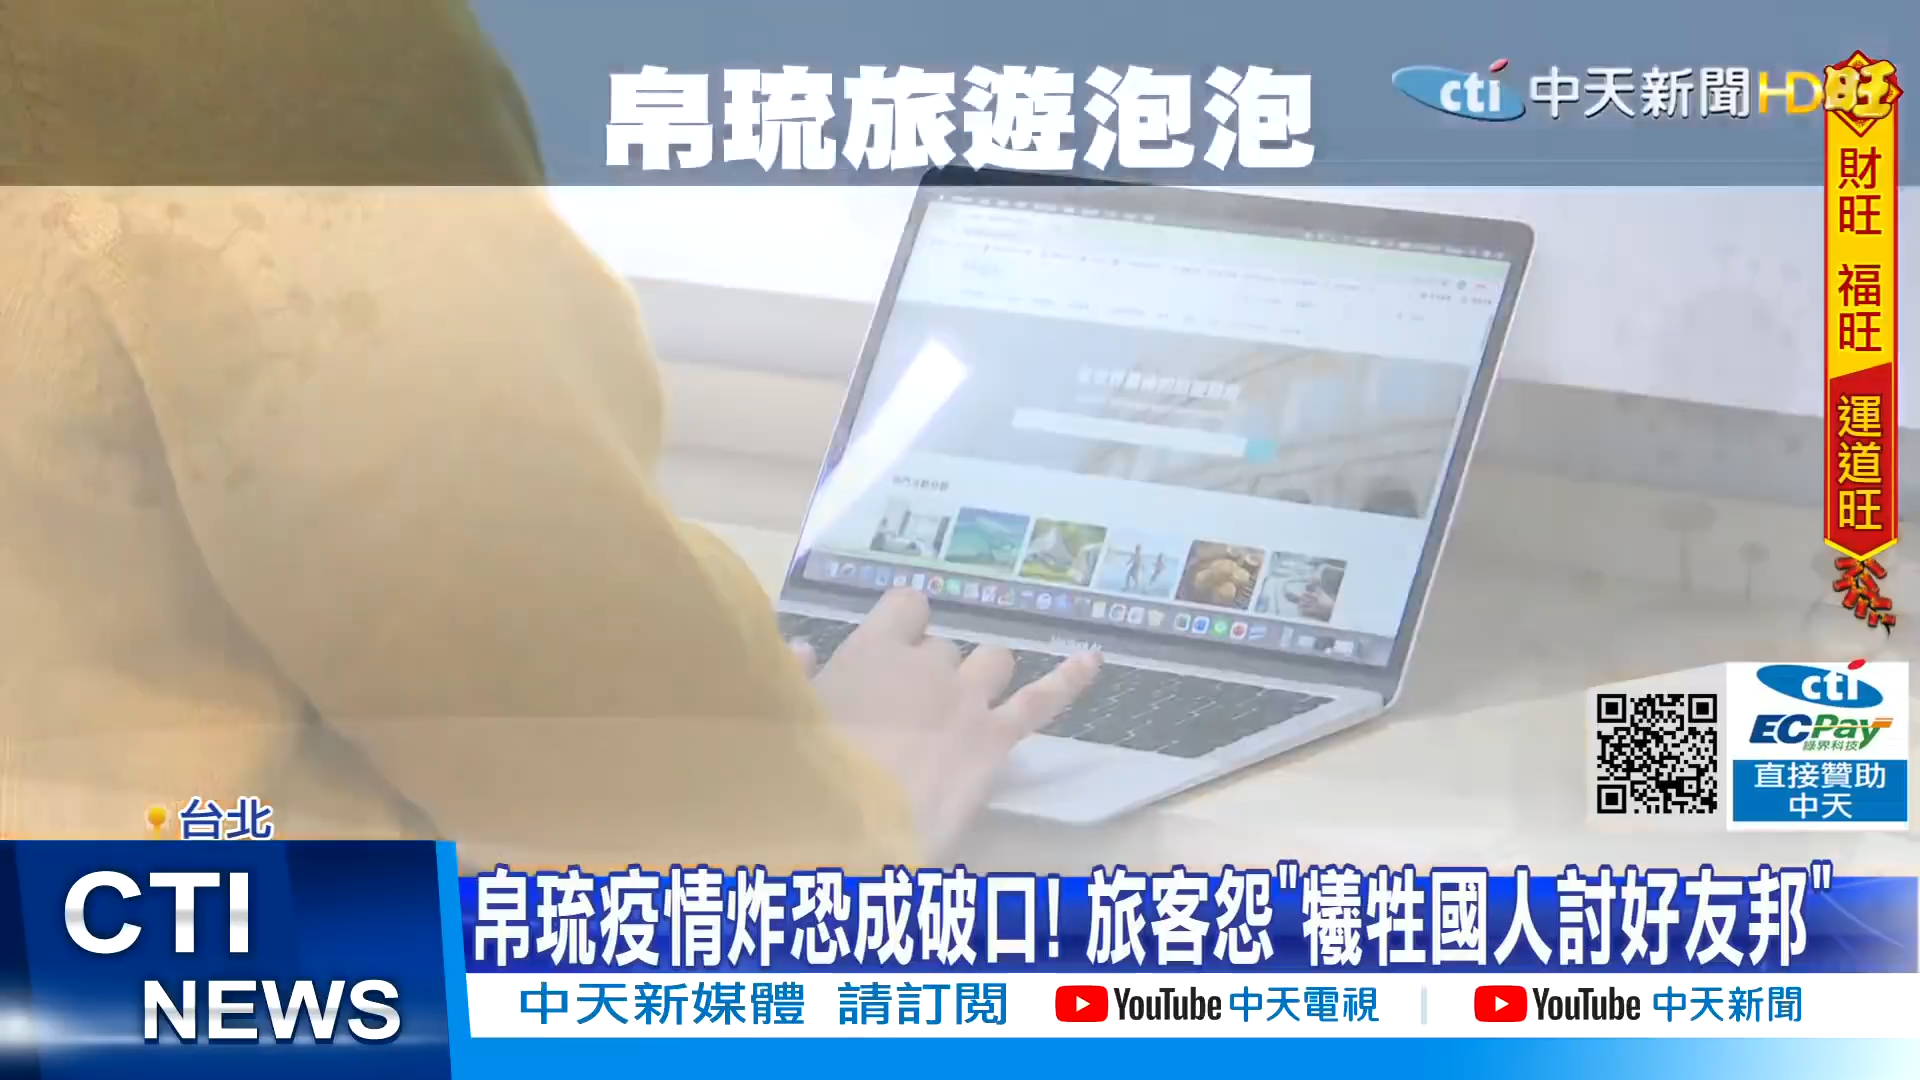 帛琉旅遊泡泡
cti 中天新聞HD
旺
財旺 福旺 運道旺
cti
ECPay
綠界科技
直接贊助
中天
台北
CTI
NEWS
帛琉疫情炸恐成破口! 旅客怨"犧牲國人討好友邦"
中天新媒體 請訂閱 YouTube 中天電視 | YouTube 中天新聞